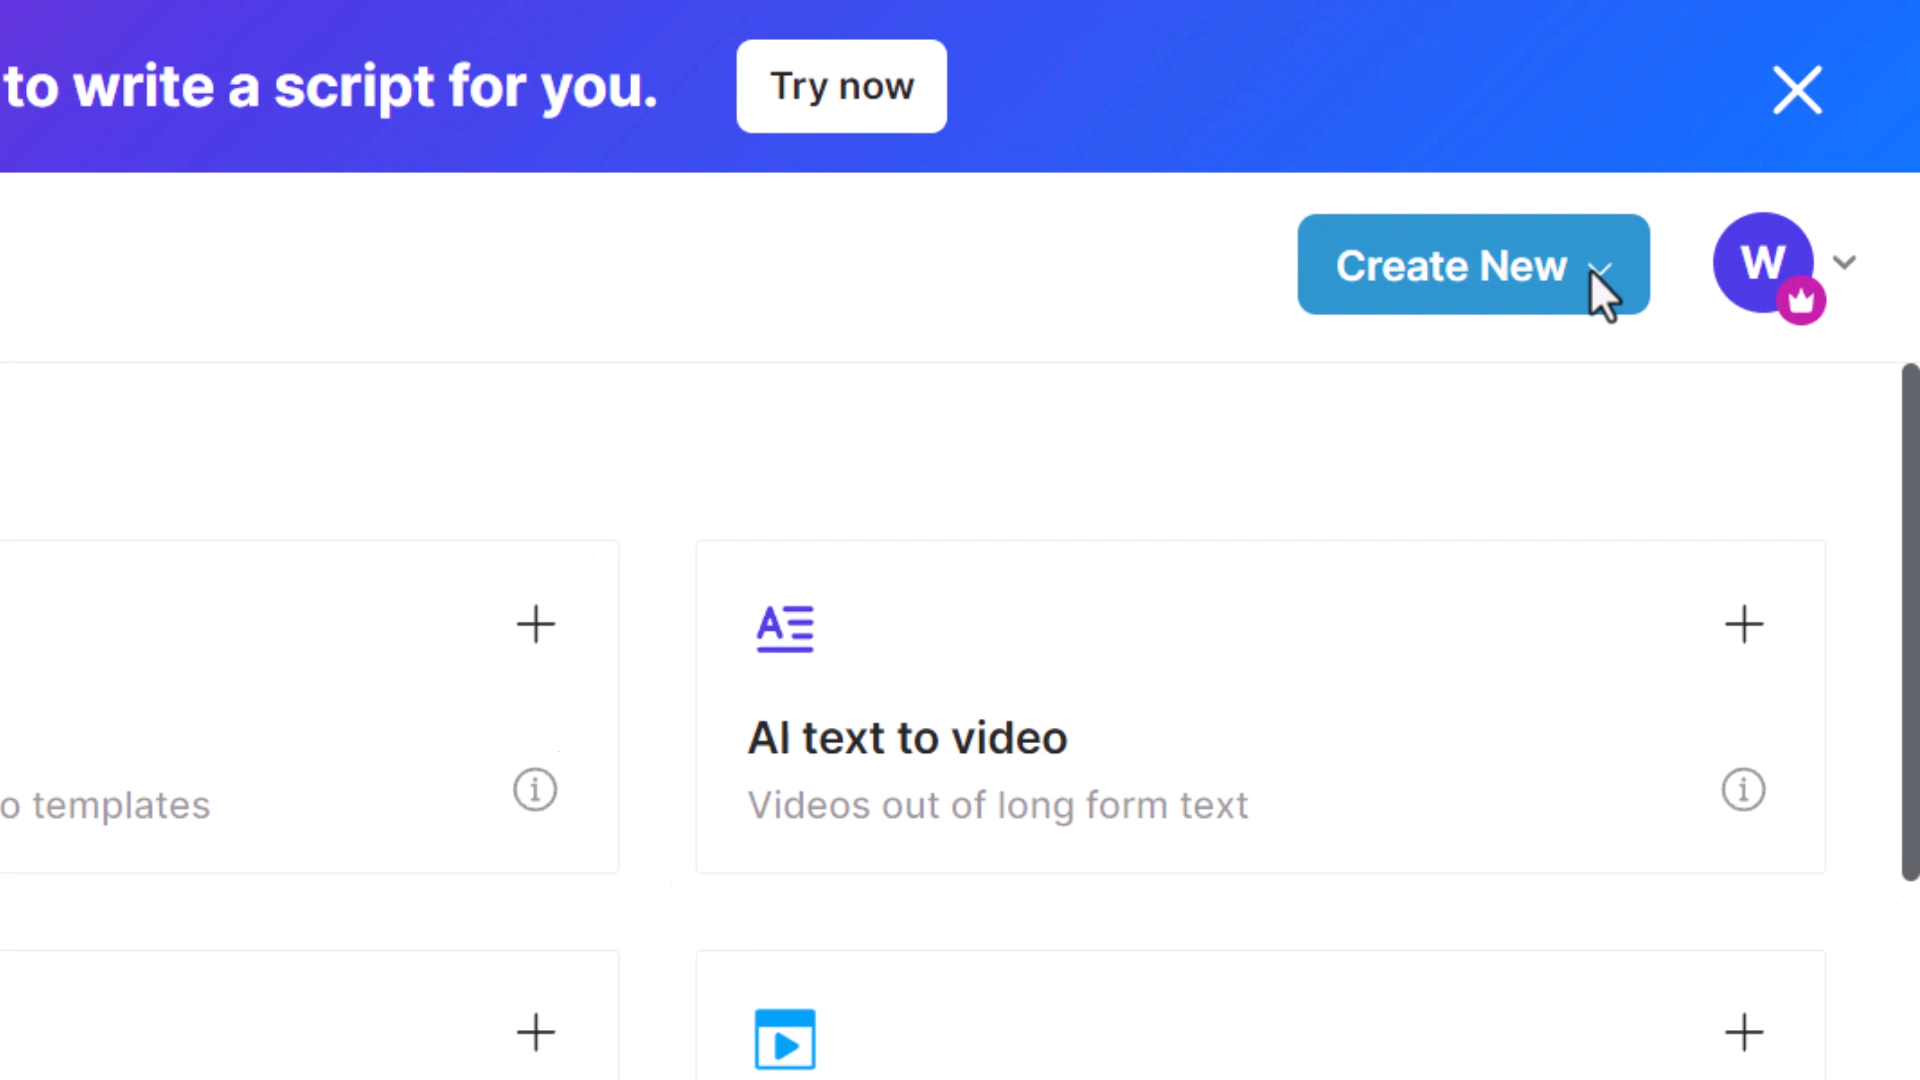 to write a script for you.
Try now
Create New
W
AI text to video
o templates
Videos out of long form text